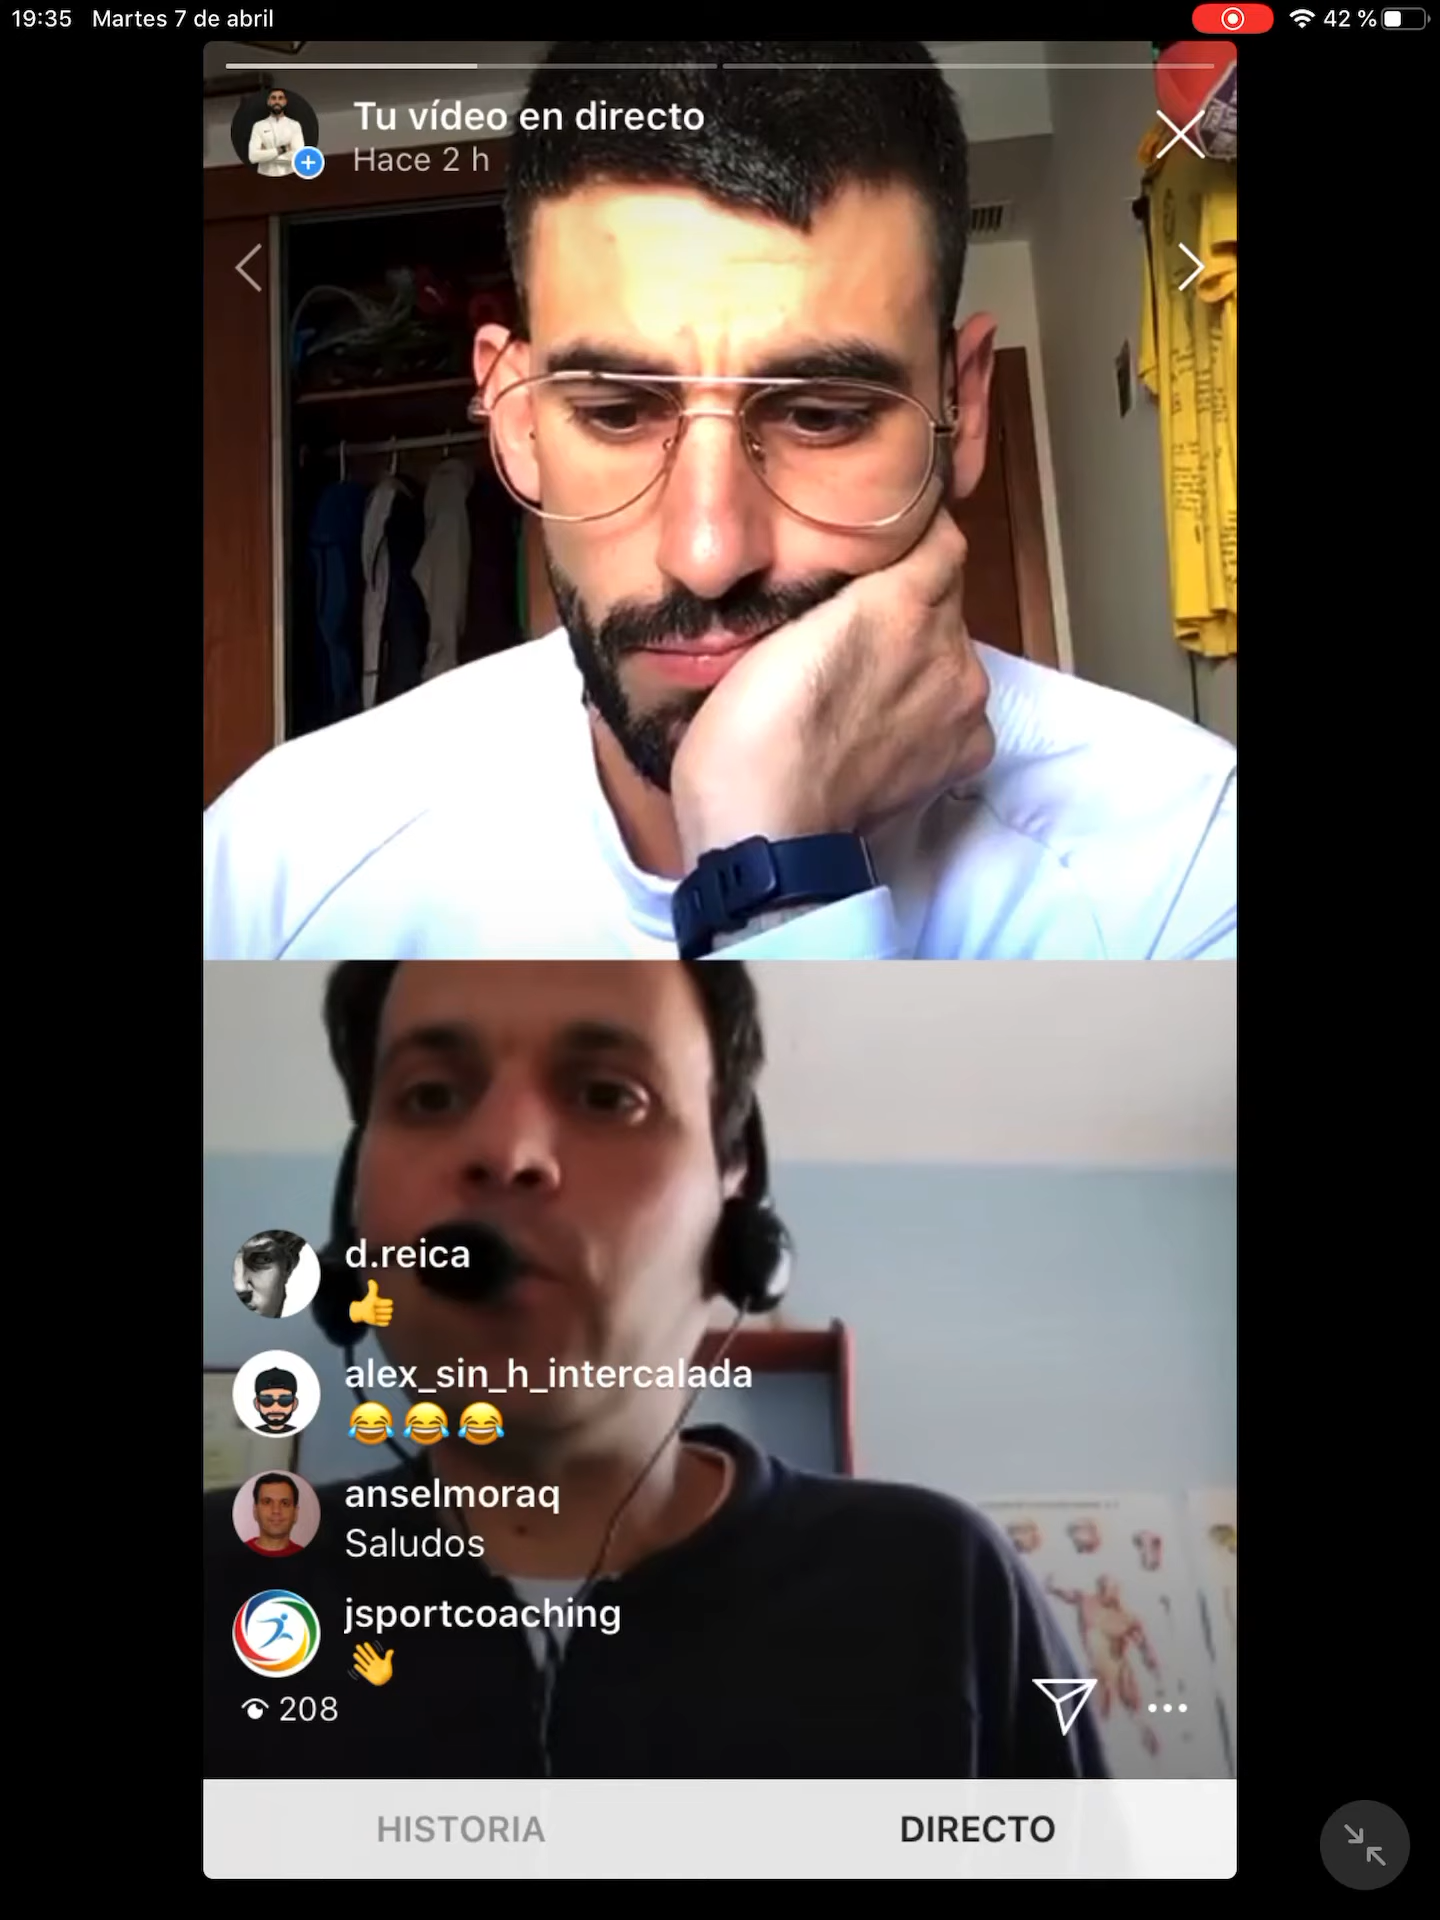 19:35 Martes 7 de abril
42 %
Tu vídeo en directo
Hace 2 h
d.reica
👍
alex_sin_h_intercalada
😂😂😂
anselmoraq
Saludos
jsportcoaching
👋
208
HISTORIA
DIRECTO